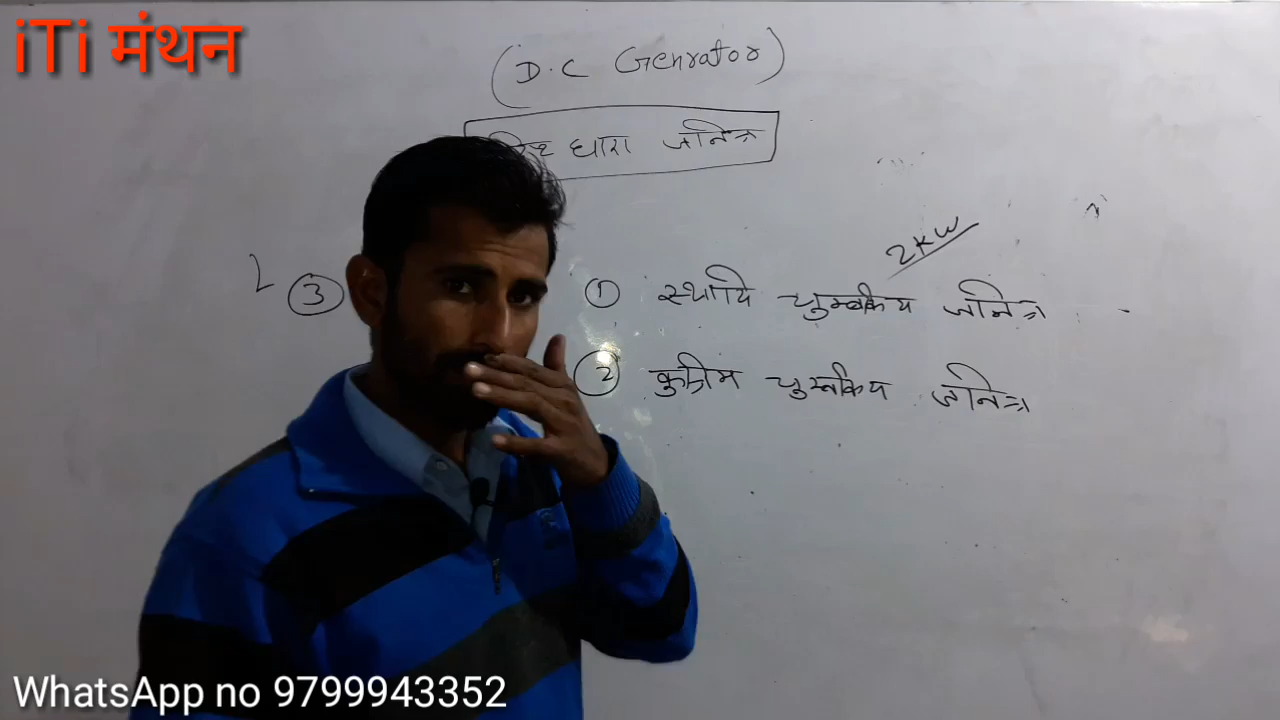 iTi मंथन
(D.C Genrator)
धारा जनित्र
2KW
③ ① स्थायि चुम्बकिय जनित्र
② कुत्रिम चुम्बकिय जनित्र
WhatsApp no 9799943352